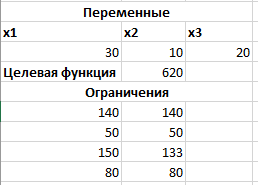 Переменные
x1 x2 x3
30 10 20
Целевая функция 620
Ограничения
140 140
50 50
150 133
80 80